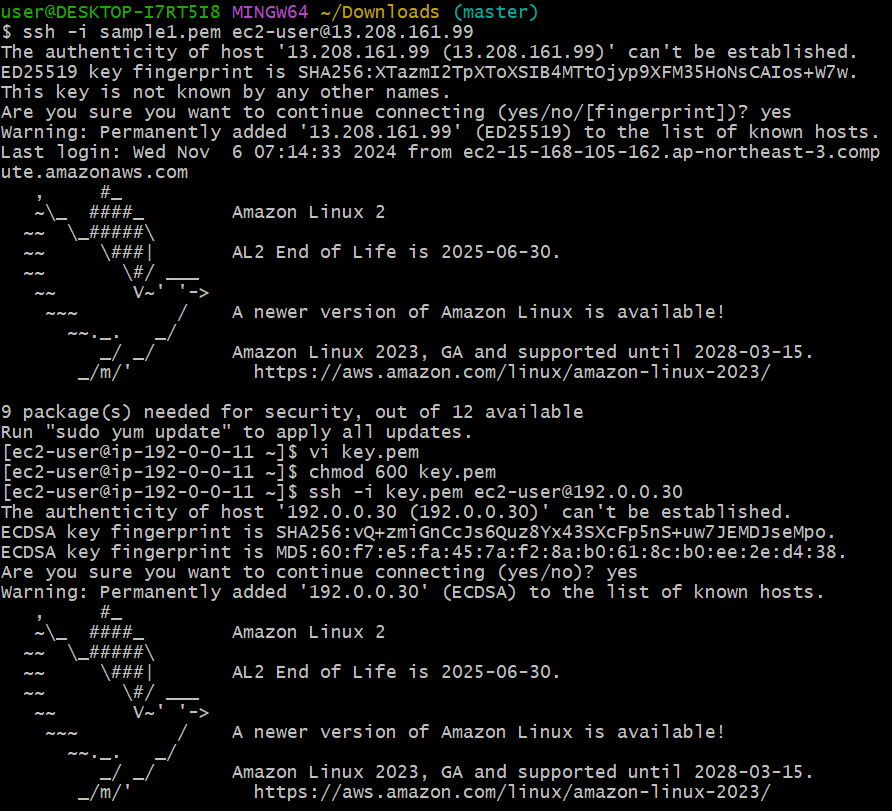 user@DESKTOP-I7RT5I8 MINGW64 ~/Downloads (master)
$ ssh -i sample1.pem ec2-user@13.208.161.99
The authenticity of host '13.208.161.99 (13.208.161.99)' can't be established.
ED25519 key fingerprint is SHA256:XTazmI2TpXToXSIB4MTtOjyp9XFM35HoNsCAIos+W7w.
This key is not known by any other names.
Are you sure you want to continue connecting (yes/no/[fingerprint])? yes
Warning: Permanently added '13.208.161.99' (ED25519) to the list of known hosts.
Last login: Wed Nov  6 07:14:33 2024 from ec2-15-168-105-162.ap-northeast-3.comp
ute.amazonaws.com
   ,     #_
   ~\_  ####_        Amazon Linux 2
  ~~  \_#####\
  ~~     \###|       AL2 End of Life is 2025-06-30.
  ~~       \#/ ___
   ~~       V~' '->
    ~~~         /    A newer version of Amazon Linux is available!
      ~~._.   _/
         _/ _/       Amazon Linux 2023, GA and supported until 2028-03-15.
       _/m/'           https://aws.amazon.com/linux/amazon-linux-2023/

9 package(s) needed for security, out of 12 available
Run "sudo yum update" to apply all updates.
[ec2-user@ip-192-0-0-11 ~]$ vi key.pem
[ec2-user@ip-192-0-0-11 ~]$ chmod 600 key.pem
[ec2-user@ip-192-0-0-11 ~]$ ssh -i key.pem ec2-user@192.0.0.30
The authenticity of host '192.0.0.30 (192.0.0.30)' can't be established.
ECDSA key fingerprint is SHA256:vQ+zmiGnCcJs6Quz8Yx43SXcFp5nS+uw7JEMDJseMpo.
ECDSA key fingerprint is MD5:60:f7:e5:fa:45:7a:f2:8a:b0:61:8c:b0:ee:2e:d4:38.
Are you sure you want to continue connecting (yes/no)? yes
Warning: Permanently added '192.0.0.30' (ECDSA) to the list of known hosts.
   ,     #_
   ~\_  ####_        Amazon Linux 2
  ~~  \_#####\
  ~~     \###|       AL2 End of Life is 2025-06-30.
  ~~       \#/ ___
   ~~       V~' '->
    ~~~         /    A newer version of Amazon Linux is available!
      ~~._.   _/
         _/ _/       Amazon Linux 2023, GA and supported until 2028-03-15.
       _/m/'           https://aws.amazon.com/linux/amazon-linux-2023/